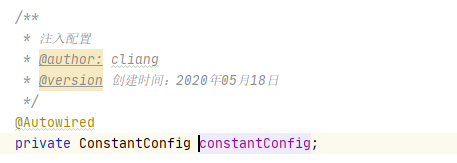 /**
* 注入配置
* @author: cliang
* @version 创建时间：2020年05月18日
*/
@Autowired
private ConstantConfig constantConfig;